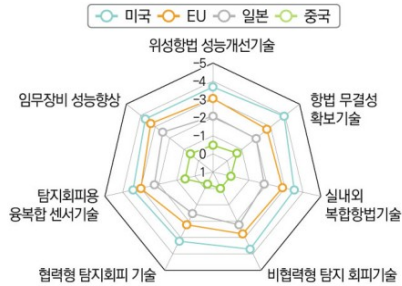 미국 EU 일본 중국
위성항법 성능개선기술
-5
-4
-3
-2
-1
0
1
임무장비 성능향상
항법 무결성
확보기술
탐지회피용
융복합 센서기술
실내외
복합항법기술
협력형 탐지회피 기술
비협력형 탐지 회피기술